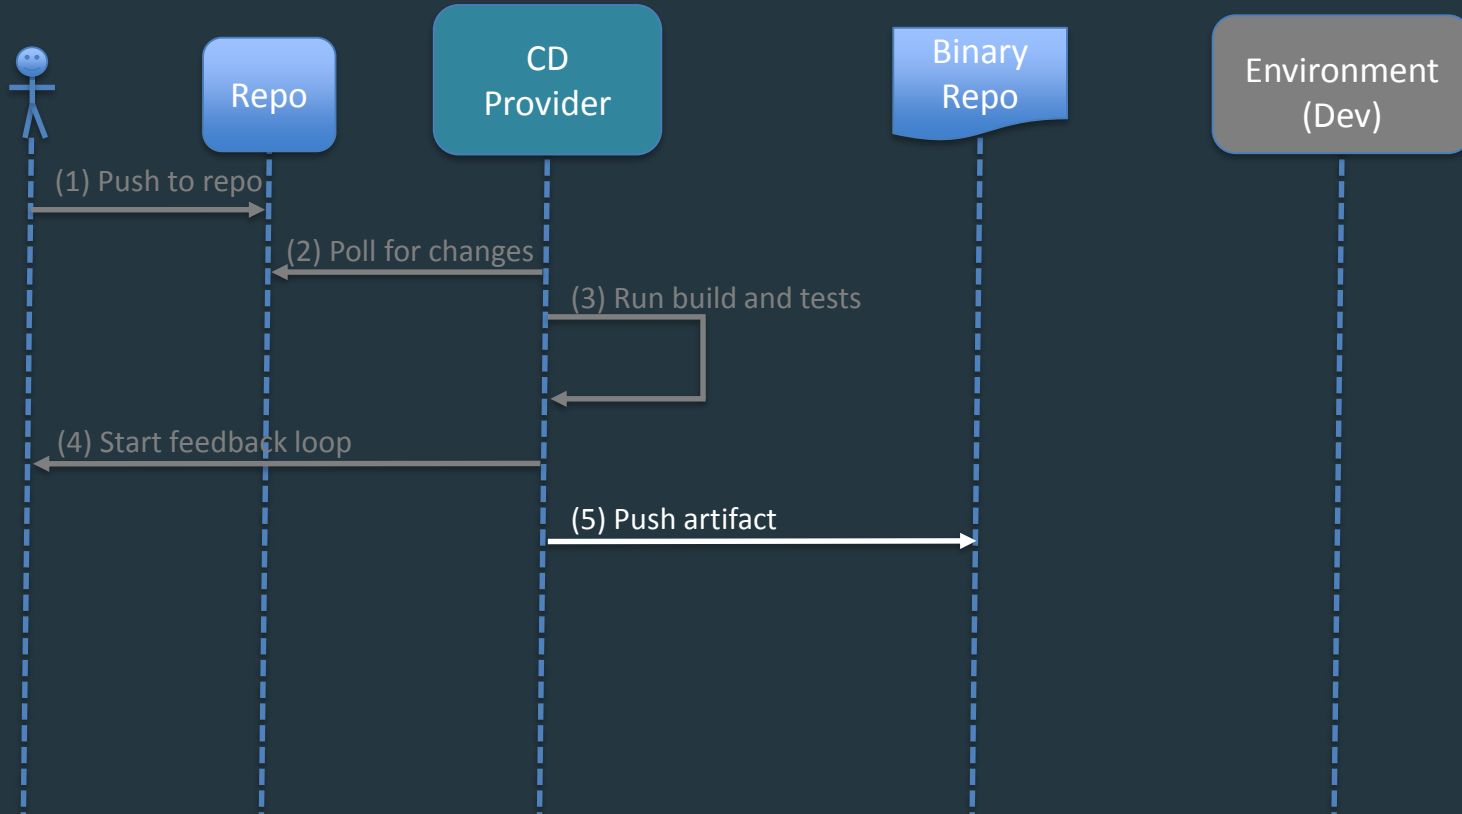 Repo
CD
Provider
Binary
Repo
Environment
(Dev)
(1) Push to repo
(2) Poll for changes
(3) Run build and tests
(4) Start feedback loop
(5) Push artifact